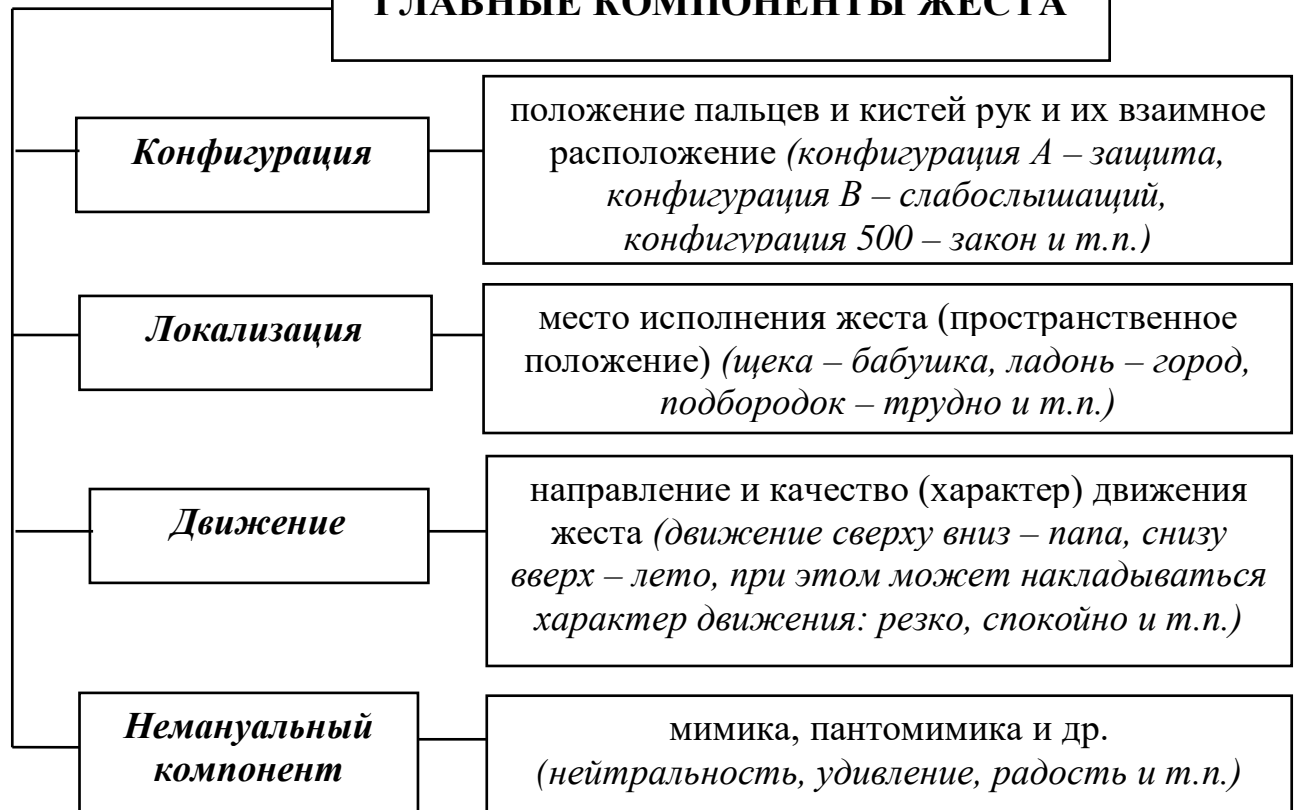 ГЛАВНЫЕ КОМПОНЕНТЫ ЖЕСТА
Конфигурация
положение пальцев и кистей рук и их взаимное
расположение (конфигурация А – защита,
конфигурация В – слабослышащий,
конфигурация 500 – закон и т.п.)
Локализация
место исполнения жеста (пространственное
положение) (щека – бабушка, ладонь – город,
подбородок – трудно и т.п.)
Движение
направление и качество (характер) движения
жеста (движение сверху вниз – папа, снизу
вверх – лето, при этом может накладываться
характер движения: резко, спокойно и т.п.)
Немануальный
компонент
мимика, пантомимика и др.
(нейтральность, удивление, радость и т.п.)